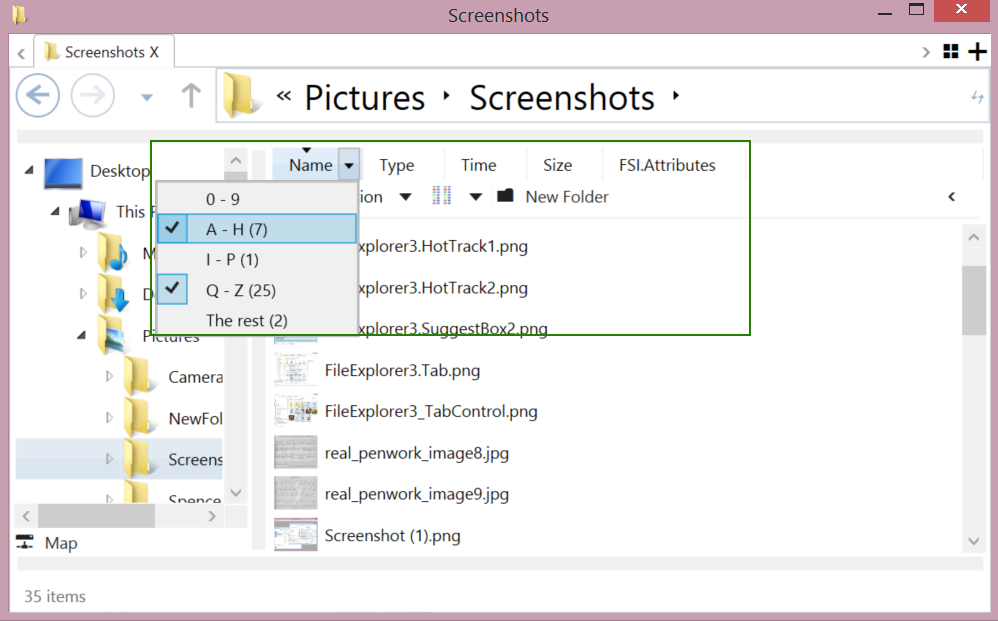 Screenshots
Screenshots X
« Pictures Screenshots
Name Type Time Size FSI.Attributes
Desktop
ion New Folder
0 - 9
This
A - H (7)
xplorer3.HotTrack1.png
I - P (1)
xplorer3.HotTrack2.png
Q - Z (25)
The rest (2)
xplorer3.SuggestBox2.png
Pictures
FileExplorer3.Tab.png
Camera
FileExplorer3_TabControl.png
NewFol
real_penwork_image8.jpg
Screens
real_penwork_image9.jpg
Spence
Screenshot (1).png
Map
35 items